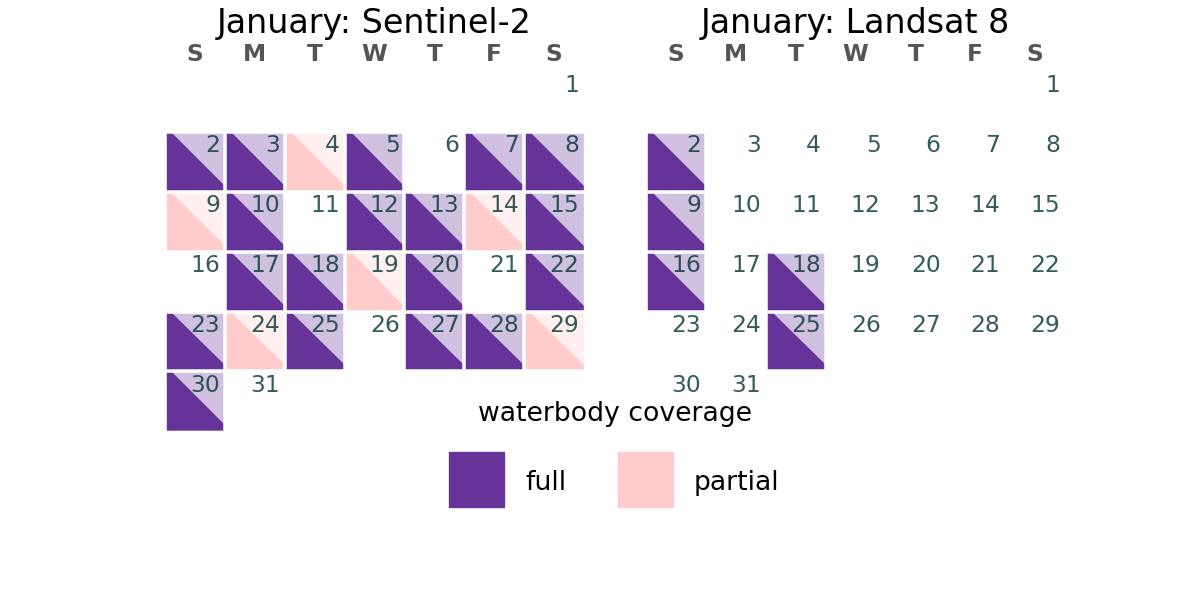 January: Sentinel-2
S M T W T F S
1
2 3 4 5 6 7 8
9 10 11 12 13 14 15
16 17 18 19 20 21 22
23 24 25 26 27 28 29
30 31
January: Landsat 8
S M T W T F S
1
2 3 4 5 6 7 8
9 10 11 12 13 14 15
16 17 18 19 20 21 22
23 24 25 26 27 28 29
30 31
waterbody coverage
full partial